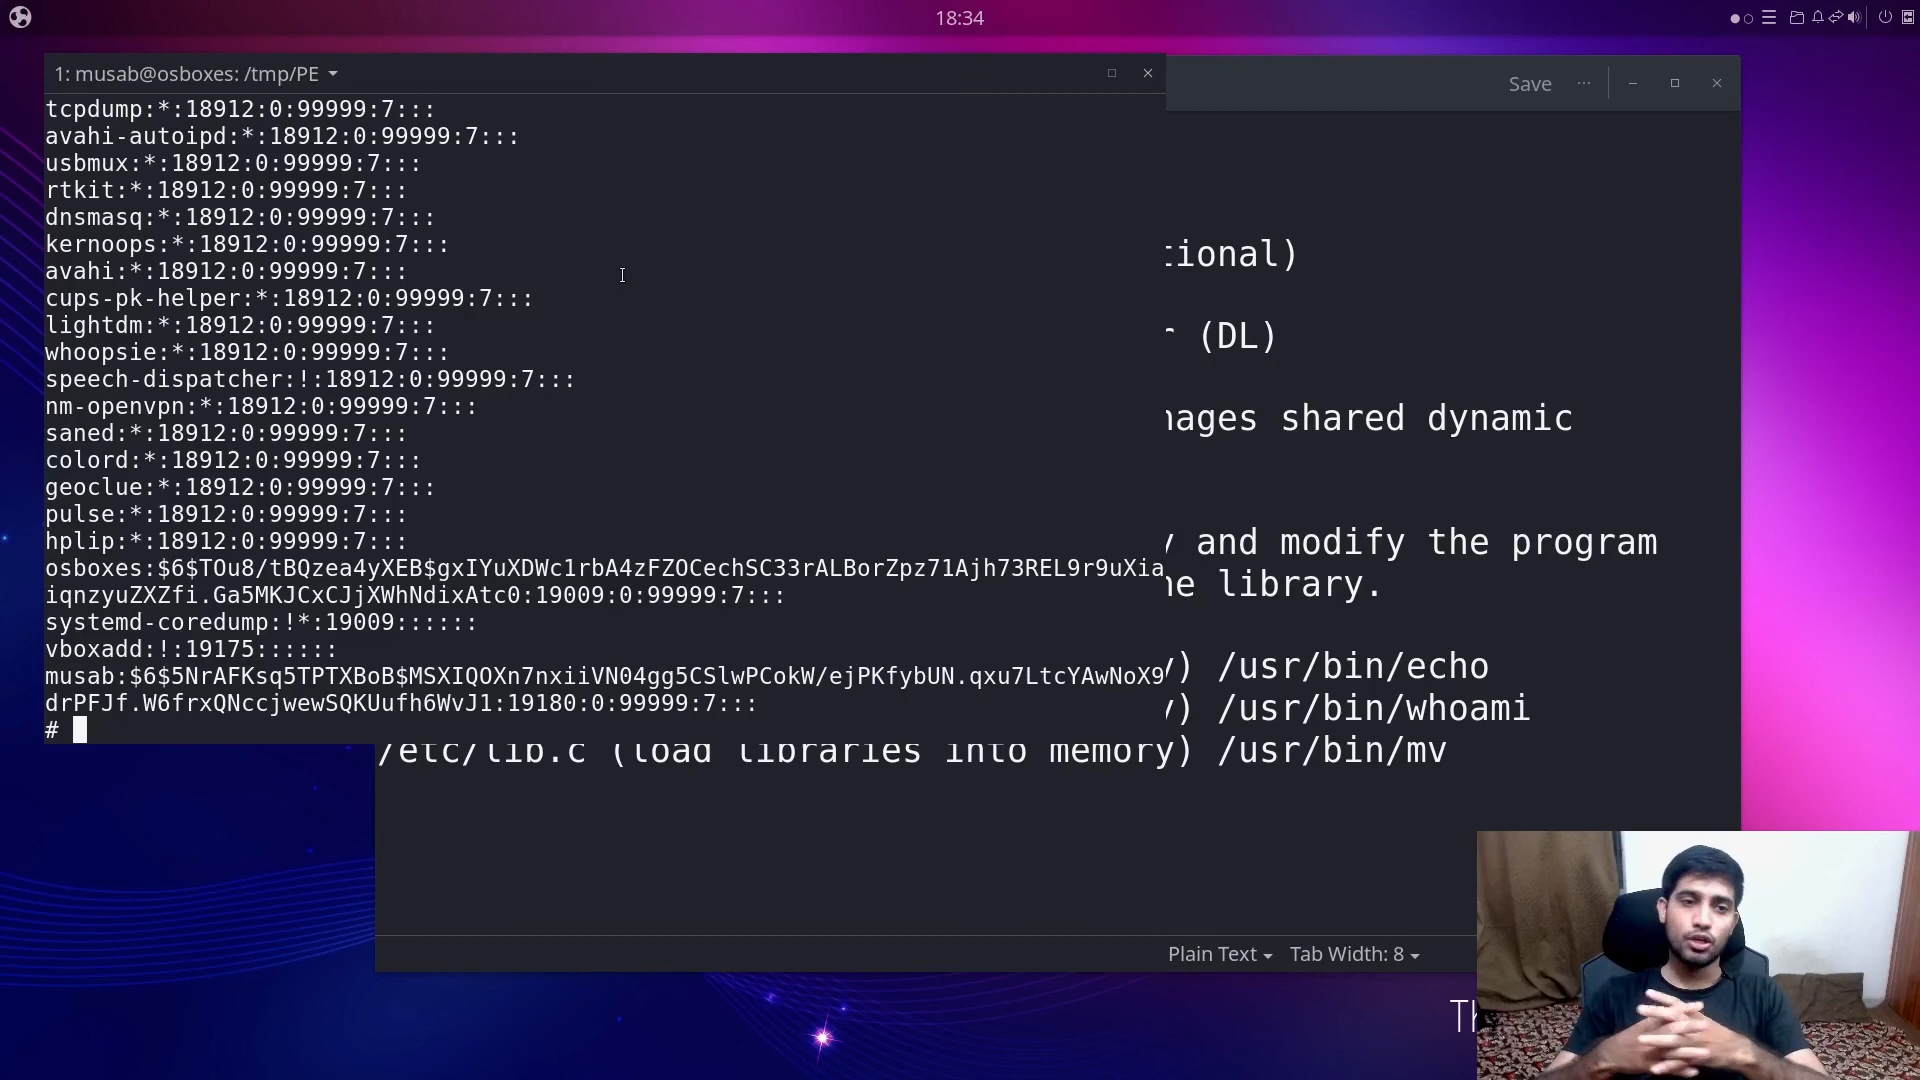 18:34
1: musab@osboxes: /tmp/PE
Save
tcpdump:*:18912:0:99999:7:::
avahi-autoipd:*:18912:0:99999:7:::
usbmux:*:18912:0:99999:7:::
rtkit:*:18912:0:99999:7:::
dnsmasq:*:18912:0:99999:7:::
kernoops:*:18912:0:99999:7:::
avahi:*:18912:0:99999:7:::
cups-pk-helper:*:18912:0:99999:7:::
lightdm:*:18912:0:99999:7:::
whoopsie:*:18912:0:99999:7:::
speech-dispatcher:!:18912:0:99999:7:::
nm-openvpn:*:18912:0:99999:7:::
saned:*:18912:0:99999:7:::
colord:*:18912:0:99999:7:::
geoclue:*:18912:0:99999:7:::
pulse:*:18912:0:99999:7:::
hplip:*:18912:0:99999:7:::
osboxes:$6$TOu8/tBQzea4yXEB$gxIYuXDWc1rbA4zFZOCechSC33rALBorZpz71Ajh73REL9r9uXia
iqnzyuZXZfi.Ga5MKJCxCJjXWhNdixAtc0:19009:0:99999:7:::
systemd-coredump:!*:19009::::::
vboxadd:!:19175::::::
musab:$6$5NrAFKsq5TPTXBoB$MSXIQOXn7nxiiVN04gg5CSlwPCokW/ejPKfybUN.qxu7LtcYAwNoX9
drPFJf.W6frxQNccjwewSQKUufh6WvJ1:19180:0:99999:7:::
#
tional)
(DL)
nages shared dynamic
y and modify the program
he library.
y) /usr/bin/echo
y) /usr/bin/whoami
/etc/lib.c (load libraries into memory) /usr/bin/mv
Plain Text
Tab Width: 8